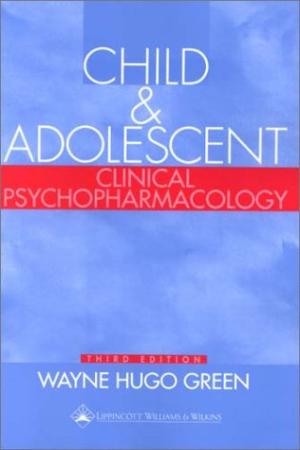 CHILD
&
ADOLESCENT
CLINICAL
PSYCHOPHARMACOLOGY
THIRD EDITION
WAYNE HUGO GREEN
LIPPINCOTT WILLIAMS & WILKINS